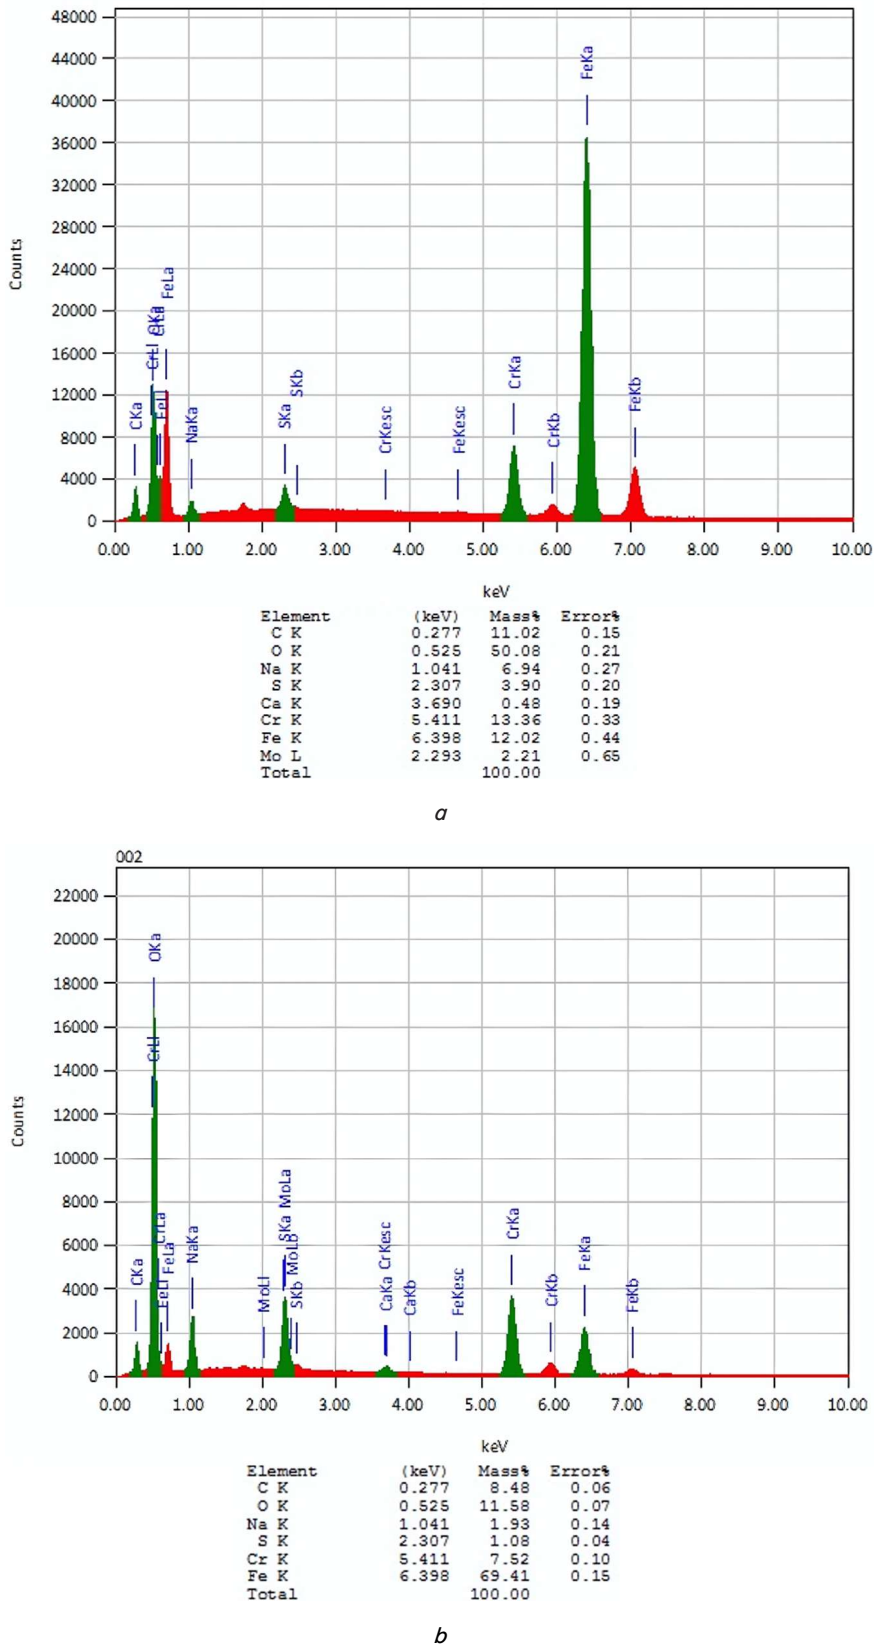 48000
44000
40000
36000
32000
28000
24000
20000
16000
12000
8000
4000
0
Counts
CKa
CrLl
OKa
CrLa
FeLl
FeLa
NaKa
SKa
SKb
CrKesc
FeKesc
CrKa
CrKb
FeKa
FeKb
0.00 1.00 2.00 3.00 4.00 5.00 6.00 7.00 8.00 9.00 10.00
keV
Element (keV) Mass% Error%
C K 0.277 11.02 0.15
O K 0.525 50.08 0.21
Na K 1.041 6.94 0.27
S K 2.307 3.90 0.20
Ca K 3.690 0.48 0.19
Cr K 5.411 13.36 0.33
Fe K 6.398 12.02 0.44
Mo L 2.293 2.21 0.65
Total 100.00
a
002
22000
20000
18000
16000
14000
12000
10000
8000
6000
4000
2000
0
Counts
CKa
OKa
CrLl
CrLa
FeLl
FeLa
NaKa
MoLl
SKa MoLa
SKb MoLb
CaKa CrKesc
CaKb
FeKesc
CrKa
CrKb
FeKa
FeKb
0.00 1.00 2.00 3.00 4.00 5.00 6.00 7.00 8.00 9.00 10.00
keV
Element (keV) Mass% Error%
C K 0.277 8.48 0.06
O K 0.525 11.58 0.07
Na K 1.041 1.93 0.14
S K 2.307 1.08 0.04
Cr K 5.411 7.52 0.10
Fe K 6.398 69.41 0.15
Total 100.00
b